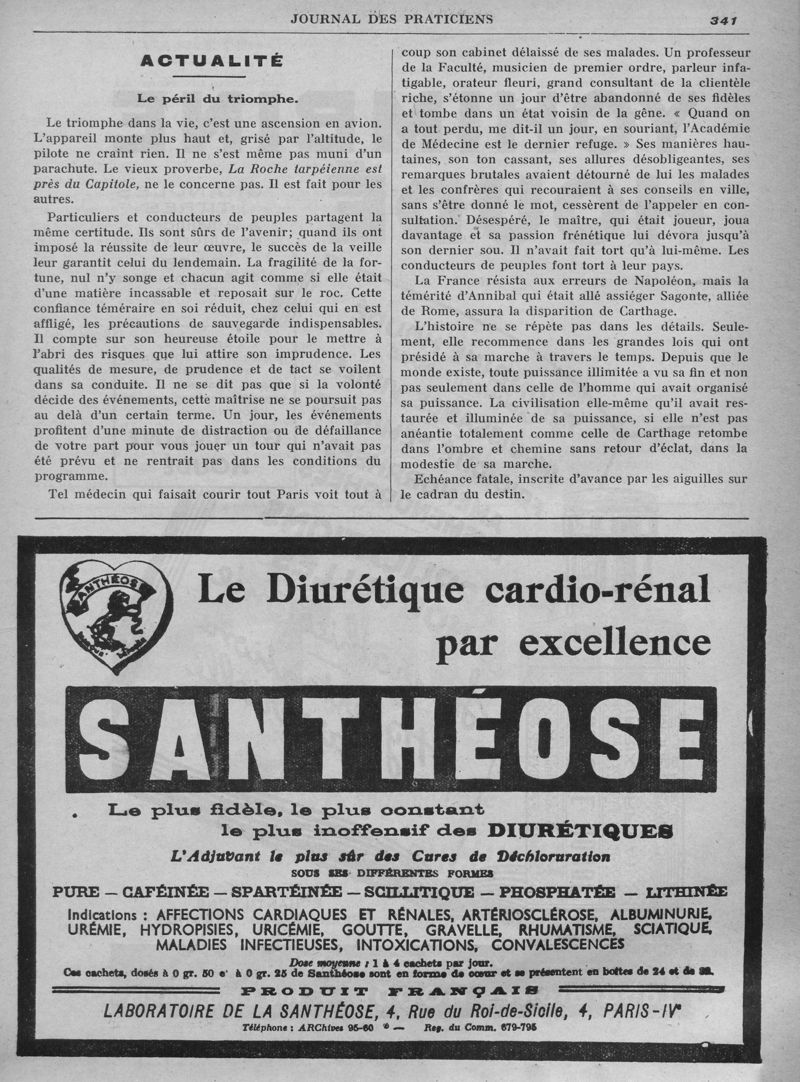 JOURNAL DES PRATICIENS 341
ACTUALITÉ
Le péril du triomphe.
Le triomphe dans la vie, c'est une ascension en avion.
L'appareil monte plus haut et, grisé par l'altitude, le
pilote ne craint rien. Il ne s'est même pas muni d'un
parachute. Le vieux proverbe, La Roche tarpéienne est
près du Capitole, ne le concerne pas. Il est fait pour les
autres.
Particuliers et conducteurs de peuples partagent la
même certitude. Ils sont sûrs de l'avenir; quand ils ont
imposé la réussite de leur œuvre, le succès de la veille
leur garantit celui du lendemain. La fragilité de la for-
tune, nul n'y songe et chacun agit comme si elle était
d'une matière incassable et reposait sur le roc. Cette
confiance téméraire en soi réduit, chez celui qui en est
affligé, les précautions de sauvegarde indispensables.
Il compte sur son heureuse étoile pour le mettre à
l'abri des risques que lui attire son imprudence. Les
qualités de mesure, de prudence et de tact se voilent
dans sa conduite. Il ne se dit pas que si la volonté
décide des événements, cette maîtrise ne se poursuit pas
au delà d'un certain terme. Un jour, les événements
profitent d'une minute de distraction ou de défaillance
de votre part pour vous jouer un tour qui n'avait pas
été prévu et ne rentrait pas dans les conditions du
programme.
Tel médecin qui faisait courir tout Paris voit tout à
coup son cabinet délaissé de ses malades. Un professeur
de la Faculté, musicien de premier ordre, parleur infa-
tigable, orateur fleuri, grand consultant de la clientèle
riche, s'étonne un jour d'être abandonné de ses fidèles
et tombe dans un état voisin de la gêne. « Quand on
a tout perdu, me dit-il un jour, en souriant, l'Académie
de Médecine est le dernier refuge. » Ses manières hau-
taines, son ton cassant, ses allures désobligeantes, ses
remarques brutales avaient détourné de lui les malades
et les confrères qui recouraient à ses conseils en ville,
sans s'être donné le mot, cessèrent de l'appeler en con-
sultation. Désespéré, le maître, qui était joueur, joua
davantage et sa passion frénétique lui dévora jusqu'à
son dernier sou. Il n'avait fait tort qu'à lui-même. Les
conducteurs de peuples font tort à leur pays.
La France résista aux erreurs de Napoléon, mais la
témérité d'Annibal qui était allé assiéger Sagonte, alliée
de Rome, assura la disparition de Carthage.
L'histoire ne se répète pas dans les détails. Seule-
ment, elle recommence dans les grandes lois qui ont
présidé à sa marche à travers le temps. Depuis que le
monde existe, toute puissance illimitée a vu sa fin et non
pas seulement dans celle de l'homme qui avait organisé
sa puissance. La civilisation elle-même qu'il avait res-
taurée et illuminée de sa puissance, si elle n'est pas
anéantie totalement comme celle de Carthage retombe
dans l'ombre et chemine sans retour d'éclat, dans la
modestie de sa marche.
Echéance fatale, inscrite d'avance par les aiguilles sur
le cadran du destin.
SANTHÉOSE
Le Diurétique cardio-rénal
par excellence
SANTHÉOSE
Le plus fidèle, le plus constant
le plus inoffensif des DIURÉTIQUES
L'Adjuvant le plus sûr des Cures de Déchloruration
SOUS SES DIFFÉRENTES FORMES
PURE — CAFÉINÉE — SPARTÉINÉE — SCILLITIQUE — PHOSPHATÉE — LITHINÉE
Indications : AFFECTIONS CARDIAQUES ET RÉNALES, ARTÉRIOSCLÉROSE, ALBUMINURIE,
URÉMIE, HYDROPISIES, URICÉMIE, GOUTTE, GRAVELLE, RHUMATISME, SCIATIQUE,
MALADIES INFECTIEUSES, INTOXICATIONS, CONVALESCENCES
Dose moyenne : 1 à 4 cachets par jour.
Ces cachets, dosés à 0 gr. 50 e' à 0 gr. 25 de Santhéose sont en forme de cœur et se présentent en boîtes de 24 et de
PRODUIT FRANÇAIS
LABORATOIRE DE LA SANTHÉOSE, 4, Rue du Roi-de-Sicile, 4, PARIS-IVe
Téléphone : ARChives 95-60 — Reg. du Comm. 679-795